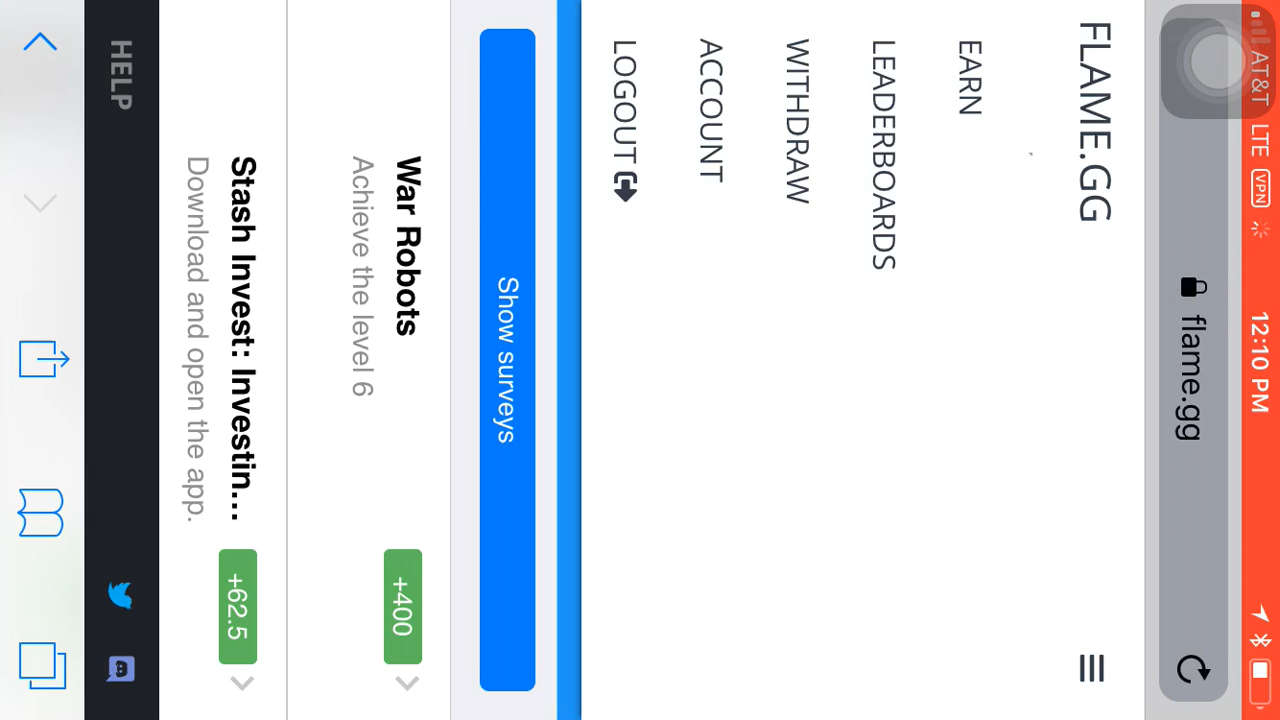 AT&T LTE VPN 12:10 PM
flame.gg
FLAME.GG
EARN
LEADERBOARDS
WITHDRAW
ACCOUNT
LOGOUT
Show surveys
War Robots
Achieve the level 6
+400
Stash Invest: Investin...
Download and open the app.
+62.5
HELP